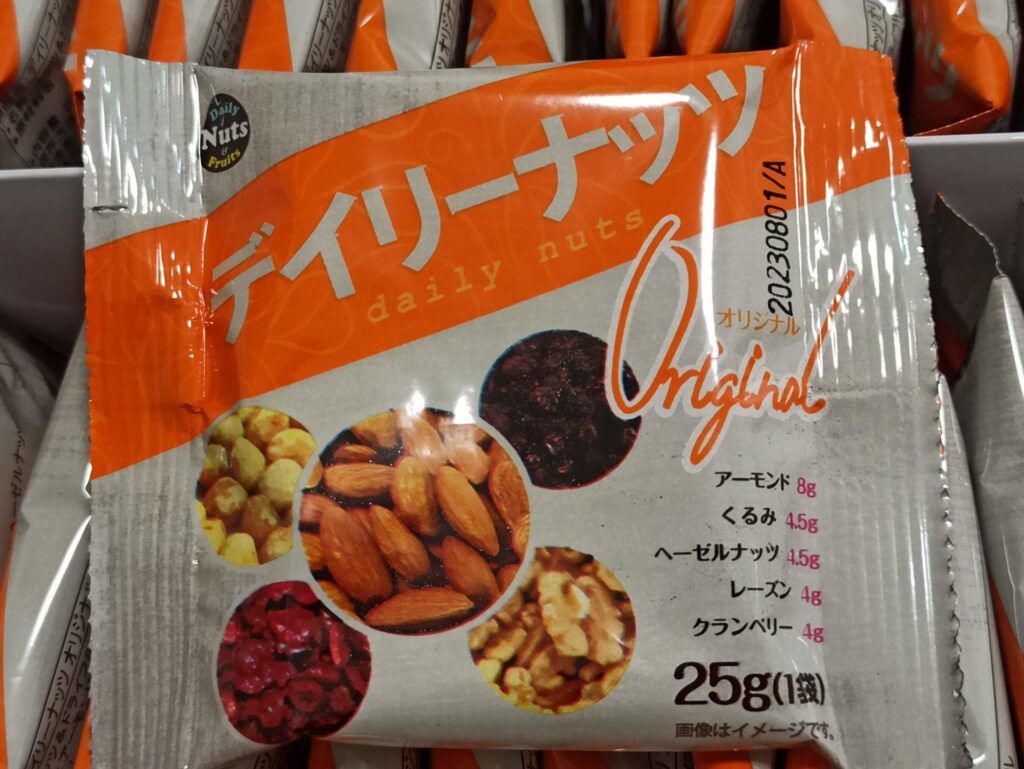 Daily
Nuts
&
Fruits
デイリーナッツ
daily nuts
20230801/A
オリジナル
Original
アーモンド 8g
くるみ 4.5g
ヘーゼルナッツ 4.5g
レーズン 4g
クランベリー 4g
25g(1袋)
画像はイメージです。